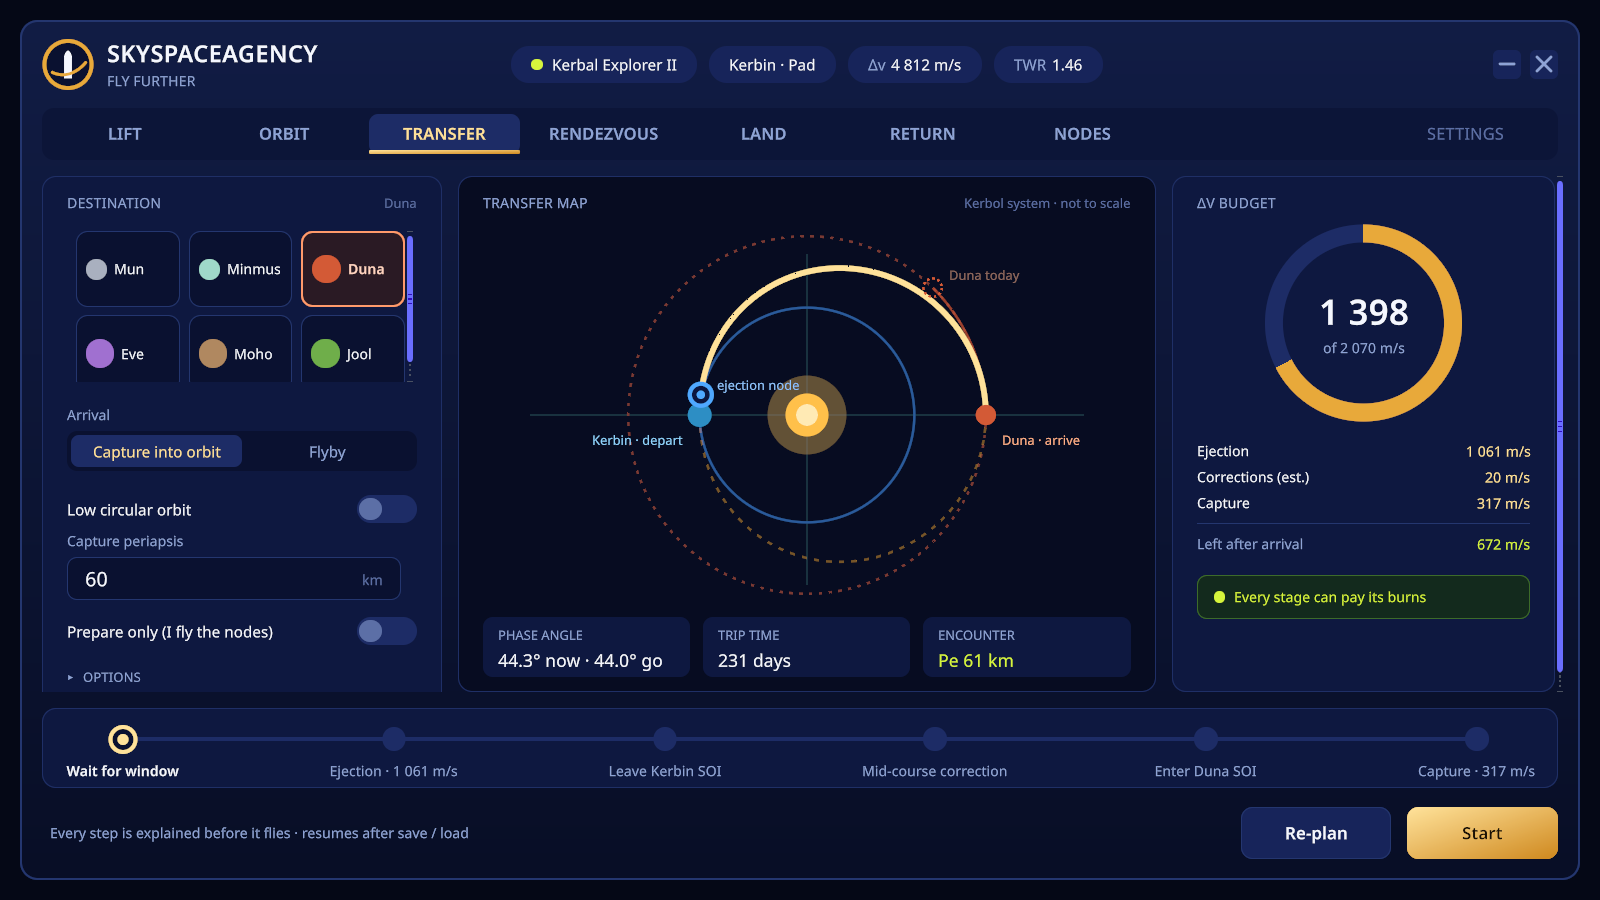 SKYSPACEAGENCY
FLY FURTHER
Kerbal Explorer II
Kerbin · Pad
Δv 4 812 m/s
TWR 1.46
LIFT
ORBIT
TRANSFER
RENDEZVOUS
LAND
RETURN
NODES
SETTINGS
DESTINATION
Duna
Mun
Minmus
Duna
Eve
Moho
Jool
Arrival
Capture into orbit
Flyby
Low circular orbit
Capture periapsis
60
km
Prepare only (I fly the nodes)
OPTIONS
TRANSFER MAP
Kerbol system · not to scale
Duna today
ejection node
Kerbin · depart
Duna · arrive
PHASE ANGLE
44.3° now · 44.0° go
TRIP TIME
231 days
ENCOUNTER
Pe 61 km
ΔV BUDGET
1 398
of 2 070 m/s
Ejection 1 061 m/s
Corrections (est.) 20 m/s
Capture 317 m/s
Left after arrival 672 m/s
Every stage can pay its burns
Wait for window
Ejection · 1 061 m/s
Leave Kerbin SOI
Mid-course correction
Enter Duna SOI
Capture · 317 m/s
Every step is explained before it flies · resumes after save / load
Re-plan
Start